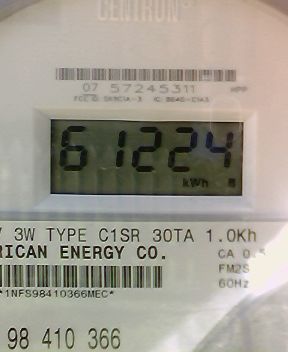 CENTRON
07 57245311
61224
kWh
V 3W TYPE C1SR 30TA 1.0Kh
RICAN ENERGY CO. CA 0.5
FM2S
*1NFS98410366MEC* 60Hz
98 410 366